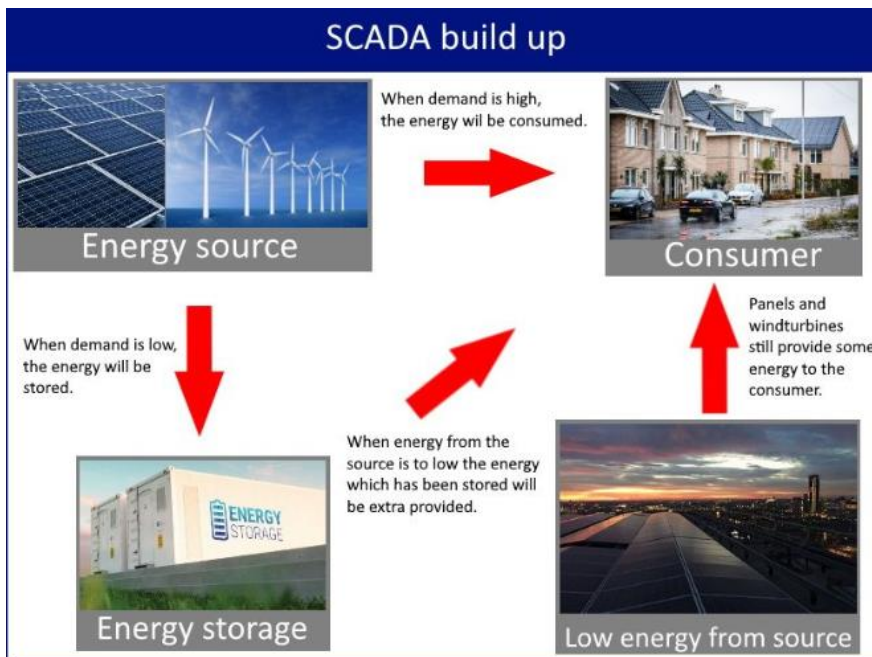 SCADA build up
When demand is high,
the energy wil be consumed.
Energy source
Consumer
When demand is low,
the energy will be
stored.
Panels and
windturbines
still provide some
energy to the
consumer.
When energy from the
source is to low the energy
which has been stored will
be extra provided.
ENERGY
STORAGE
Energy storage
Low energy from source